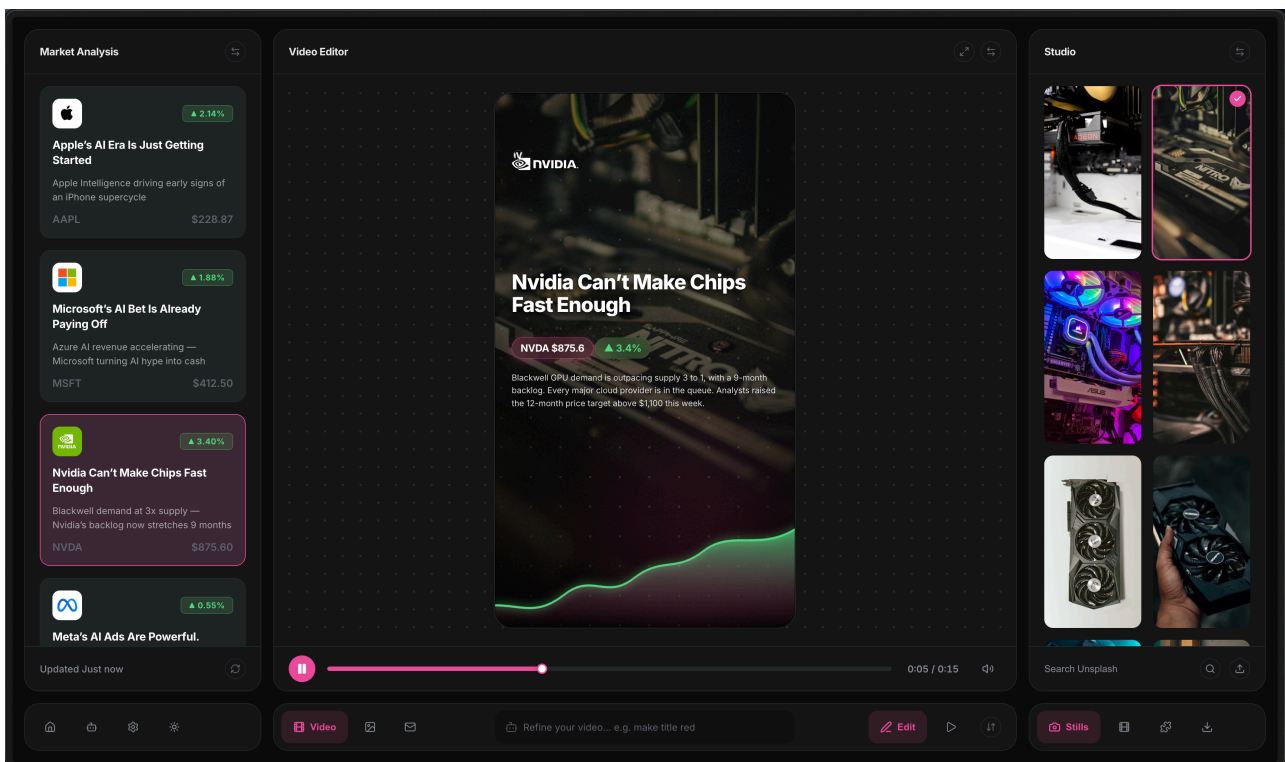 Market Analysis
▲ 2.14%
Apple’s AI Era Is Just Getting
Started
Apple Intelligence driving early signs of
an iPhone supercycle
AAPL $228.87
▲ 1.88%
Microsoft’s AI Bet Is Already
Paying Off
Azure AI revenue accelerating —
Microsoft turning AI hype into cash
MSFT $412.50
NVIDIA
▲ 3.40%
Nvidia Can’t Make Chips Fast
Enough
Blackwell demand at 3x supply —
Nvidia’s backlog now stretches 9 months
NVDA $875.60
▲ 0.55%
Meta’s AI Ads Are Powerful.
Updated Just now
Video Editor
NVIDIA.
Nvidia Can’t Make Chips
Fast Enough
NVDA $875.6 ▲ 3.4%
NITRO
Blackwell GPU demand is outpacing supply 3 to 1, with a 9-month
backlog. Every major cloud provider is in the queue. Analysts raised
the 12-month price target above $1,100 this week.
0:05 / 0:15
Video
Refine your video... e.g. make title red
Edit
Studio
RADEON
NITRO
ASUS
Search Unsplash
Stills